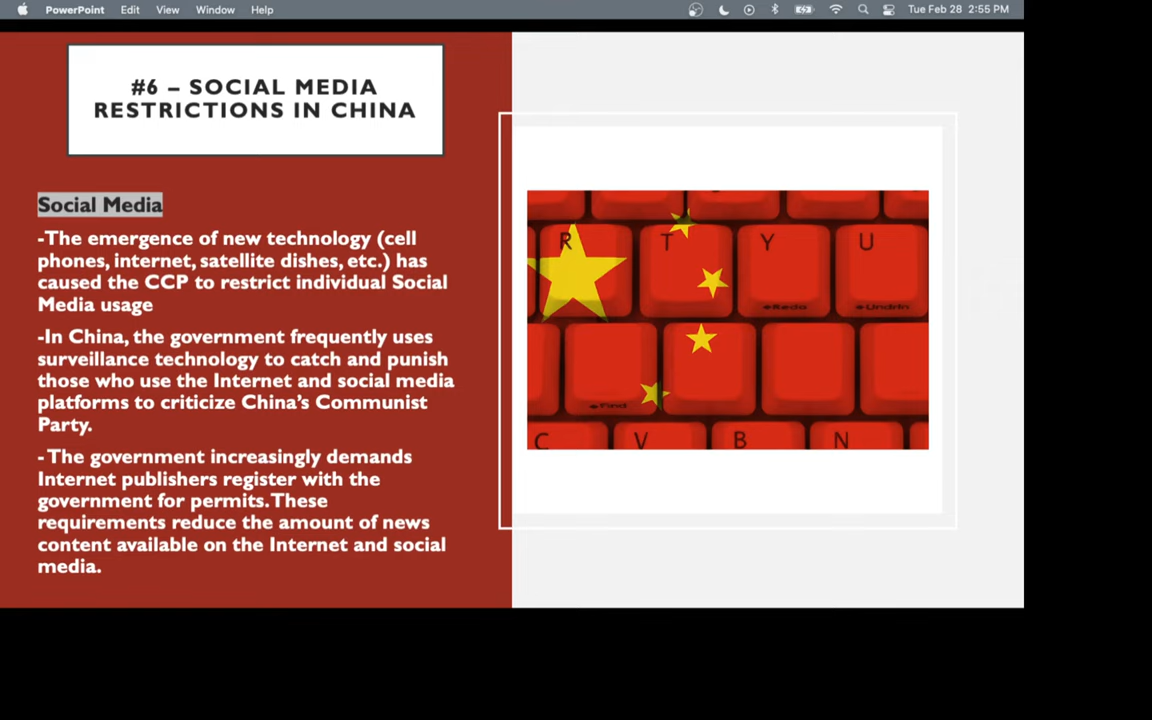 PowerPoint Edit View Window Help Tue Feb 28 2:55 PM
#6 – SOCIAL MEDIA
RESTRICTIONS IN CHINA
Social Media
-The emergence of new technology (cell
phones, internet, satellite dishes, etc.) has
caused the CCP to restrict individual Social
Media usage
-In China, the government frequently uses
surveillance technology to catch and punish
those who use the Internet and social media
platforms to criticize China's Communist
Party.
- The government increasingly demands
Internet publishers register with the
government for permits. These
requirements reduce the amount of news
content available on the Internet and social
media.
R T Y U
Redo
Find
C V B N